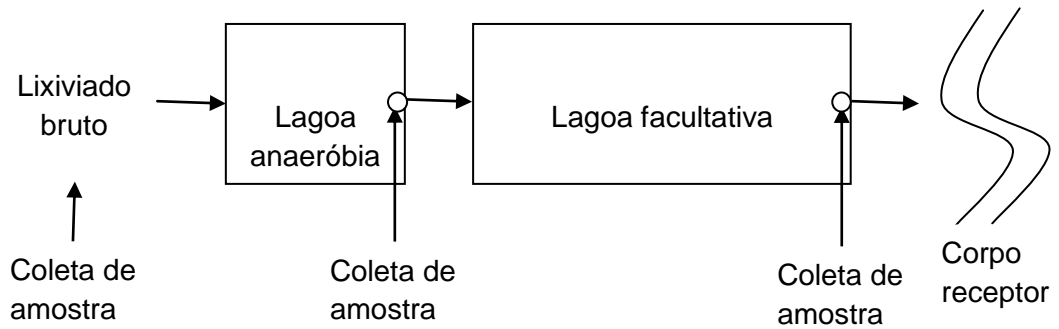 Lixiviado
bruto
Lagoa
anaeróbia
Lagoa facultativa
Coleta de
amostra
Coleta de
amostra
Coleta de
amostra
Corpo
receptor